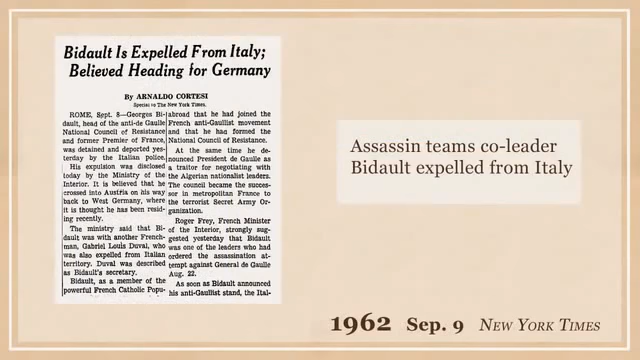 Bidault Is Expelled From Italy;
Believed Heading for Germany
By ARNALDO CORTESI
Special to The New York Times.
ROME, Sept. 8—Georges Bi-
dault, head of the anti-de Gaulle
National Council of Resistance
and former Premier of France,
was detained and deported yes-
terday by the Italian police.
His expulsion was disclosed
today by the Ministry of the
Interior. It is believed that he
crossed into Austria on his way
back to West Germany, where
it is thought he has been resid-
ing recently.
The ministry said that Bi-
dault was with another French-
man, Gabriel Louis Duval, who
was also expelled from Italian
territory. Duval was described
as Bidault's secretary.
Bidault, as a member of the
powerful French Catholic Popu-
abroad that he had joined the
French anti-Gaullist movement
and that he had formed the
National Council of Resistance.
At the same time he de-
nounced President de Gaulle as
a traitor for negotiating with
the Algerian nationalist leaders.
The council became the succes-
sor in metropolitan France to
the terrorist Secret Army Or-
ganization.
Roger Frey, French Minister
of the Interior, strongly sug-
gested yesterday that Bidault
was one of the leaders who had
ordered the assassination at-
tempt against General de Gaulle
Aug. 22.
As soon as Bidault announced
his anti-Gaullist stand, the Ital-
Assassin teams co-leader
Bidault expelled from Italy
1962 Sep. 9 NEW YORK TIMES